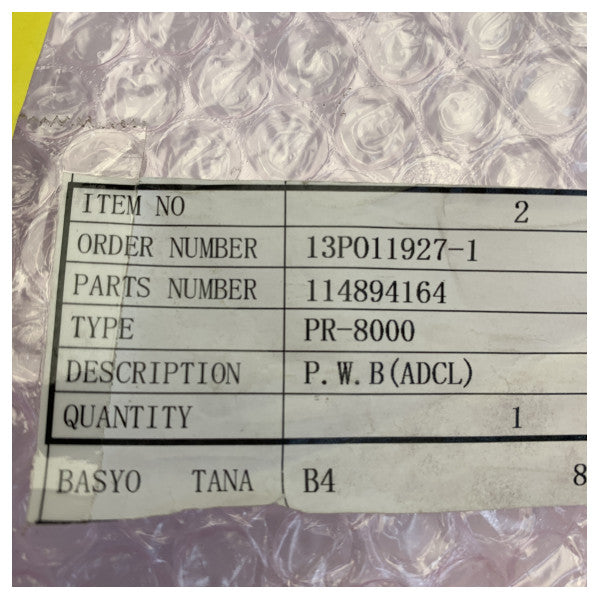 ITEM NO 2
ORDER NUMBER 13P011927-1
PARTS NUMBER 114894164
TYPE PR-8000
DESCRIPTION P.W.B(ADCL)
QUANTITY 1
BASYO TANA B4 8